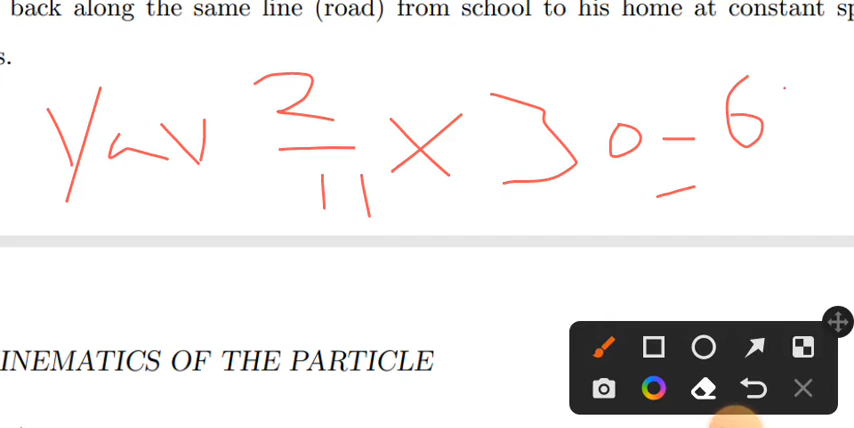 back along the same line (road) from school to his home at constant sp
s.
Yav 2/11 × 30 = 6
INEMATICS OF THE PARTICLE